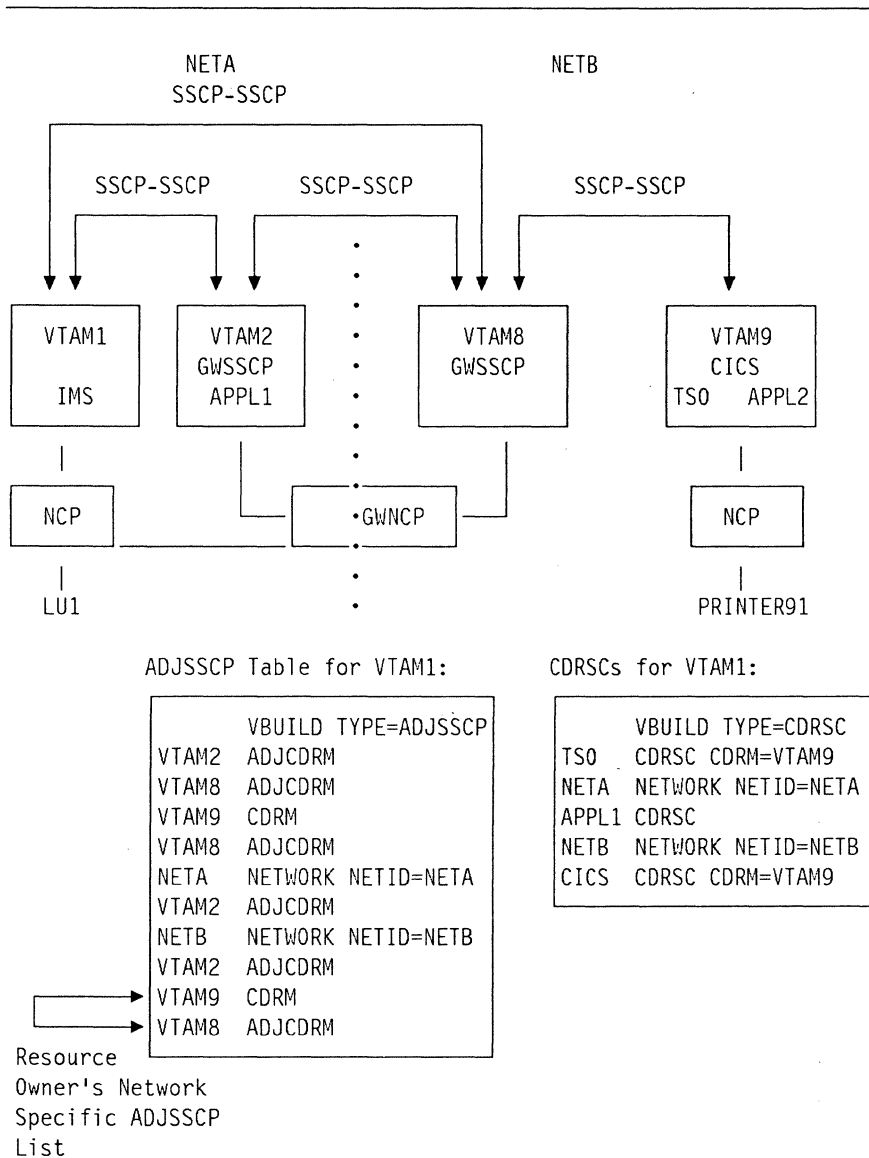 NETA NETB
SSCP-SSCP
SSCP-SSCP SSCP-SSCP SSCP-SSCP
VTAM1 VTAM2 VTAM8 VTAM9
GWSSCP GWSSCP CICS
IMS APPL1 TSO APPL2
NCP GWNCP NCP
LU1 PRINTER91
ADJSSCP Table for VTAM1: CDRSCs for VTAM1:
VBUILD TYPE=ADJSSCP VBUILD TYPE=CDRSC
VTAM2 ADJCDRM TSO CDRSC CDRM=VTAM9
VTAM8 ADJCDRM NETA NETWORK NETID=NETA
VTAM9 CDRM APPL1 CDRSC
VTAM8 ADJCDRM NETB NETWORK NETID=NETB
NETA NETWORK NETID=NETA CICS CDRSC CDRM=VTAM9
VTAM2 ADJCDRM
NETB NETWORK NETID=NETB
VTAM2 ADJCDRM
VTAM9 CDRM
VTAM8 ADJCDRM
Resource
Owner's Network
Specific ADJSSCP
List